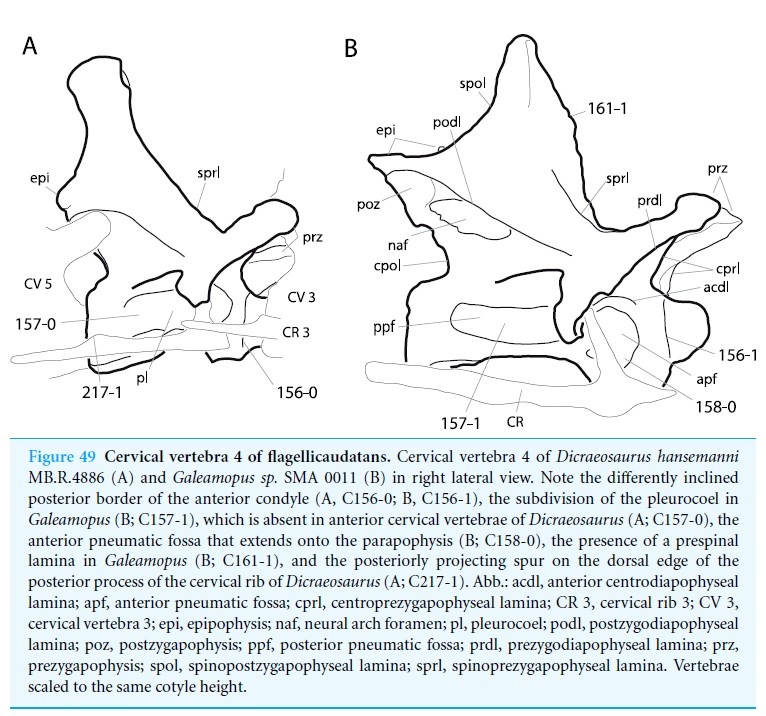 A
B
spol
161-1
podl
epi
epi
sprl
sprl
prz
poz
prdl
prz
naf
cpol
cprl
acdl
CV 5
CV 3
157-0
ppf
CR 3
156-1
217-1
pl
156-0
apf
158-0
157-1
CR
Figure 49 Cervical vertebra 4 of flagellicaudatans. Cervical vertebra 4 of Dicraeosaurus hansemanni
MB.R.4886 (A) and Galeamopus sp. SMA 0011 (B) in right lateral view. Note the differently inclined
posterior border of the anterior condyle (A, C156-0; B, C156-1), the subdivision of the pleurocoel in
Galeamopus (B; C157-1), which is absent in anterior cervical vertebrae of Dicraeosaurus (A; C157-0), the
anterior pneumatic fossa that extends onto the parapophysis (B; C158-0), the presence of a prespinal
lamina in Galeamopus (B; C161-1), and the posteriorly projecting spur on the dorsal edge of the
posterior process of the cervical rib of Dicraeosaurus (A; C217-1). Abb.: acdl, anterior centrodiapophyseal
lamina; apf, anterior pneumatic fossa; cprl, centroprezygapophyseal lamina; CR 3, cervical rib 3; CV 3,
cervical vertebra 3; epi, epipophysis; naf, neural arch foramen; pl, pleurocoel; podl, postzygodiapophyseal
lamina; poz, postzygapophysis; ppf, posterior pneumatic fossa; prdl, prezygodiapophyseal lamina; prz,
prezygapophysis; spol, spinopostzygapophyseal lamina; sprl, spinoprezygapophyseal lamina. Vertebrae
scaled to the same cotyle height.